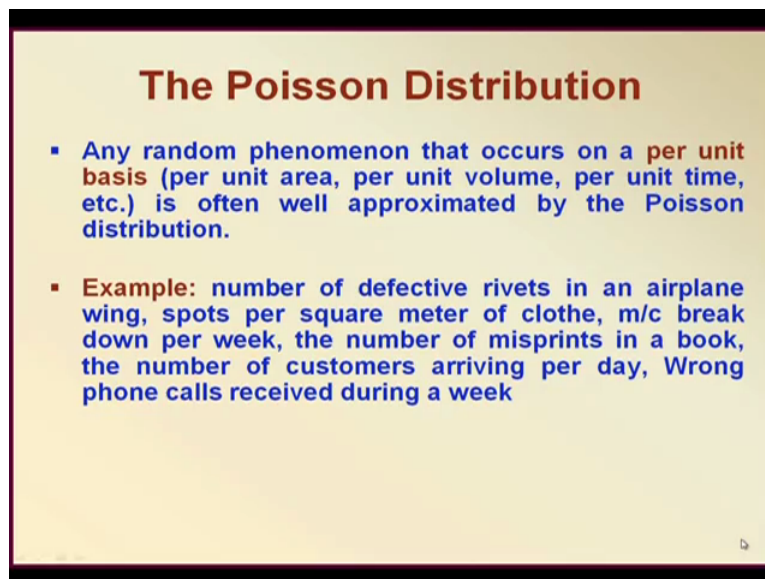 The Poisson Distribution
▪ Any random phenomenon that occurs on a per unit
basis (per unit area, per unit volume, per unit time,
etc.) is often well approximated by the Poisson
distribution.
▪ Example: number of defective rivets in an airplane
wing, spots per square meter of clothe, m/c break
down per week, the number of misprints in a book,
the number of customers arriving per day, Wrong
phone calls received during a week